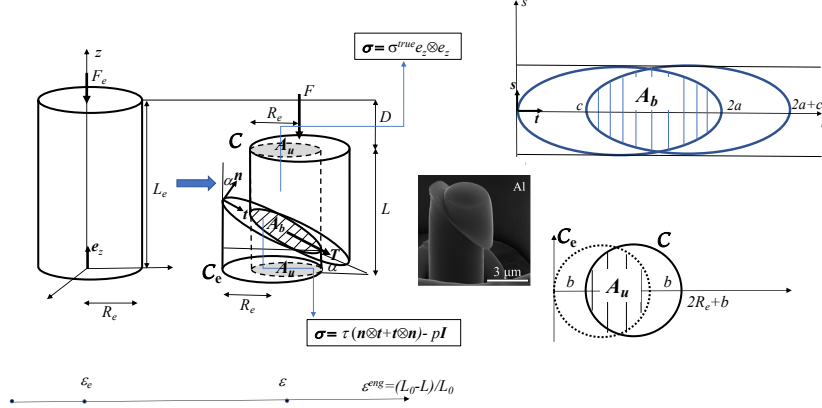 z
F_e
L_e
e_z
R_e
σ = σ^{true} e_z⊗e_z
F
R_e
D
C
A_u
L
α n
t
A_b
T
α
C_e
A_u
R_e
σ = τ (n⊗t+t⊗n)- pI
Al
3 μm
s
s
t
c
A_b
2a
2a+c
C_e
C
b
A_u
b
2R_e+b
ε_e
ε
ε^{eng}=(L_0-L)/L_0